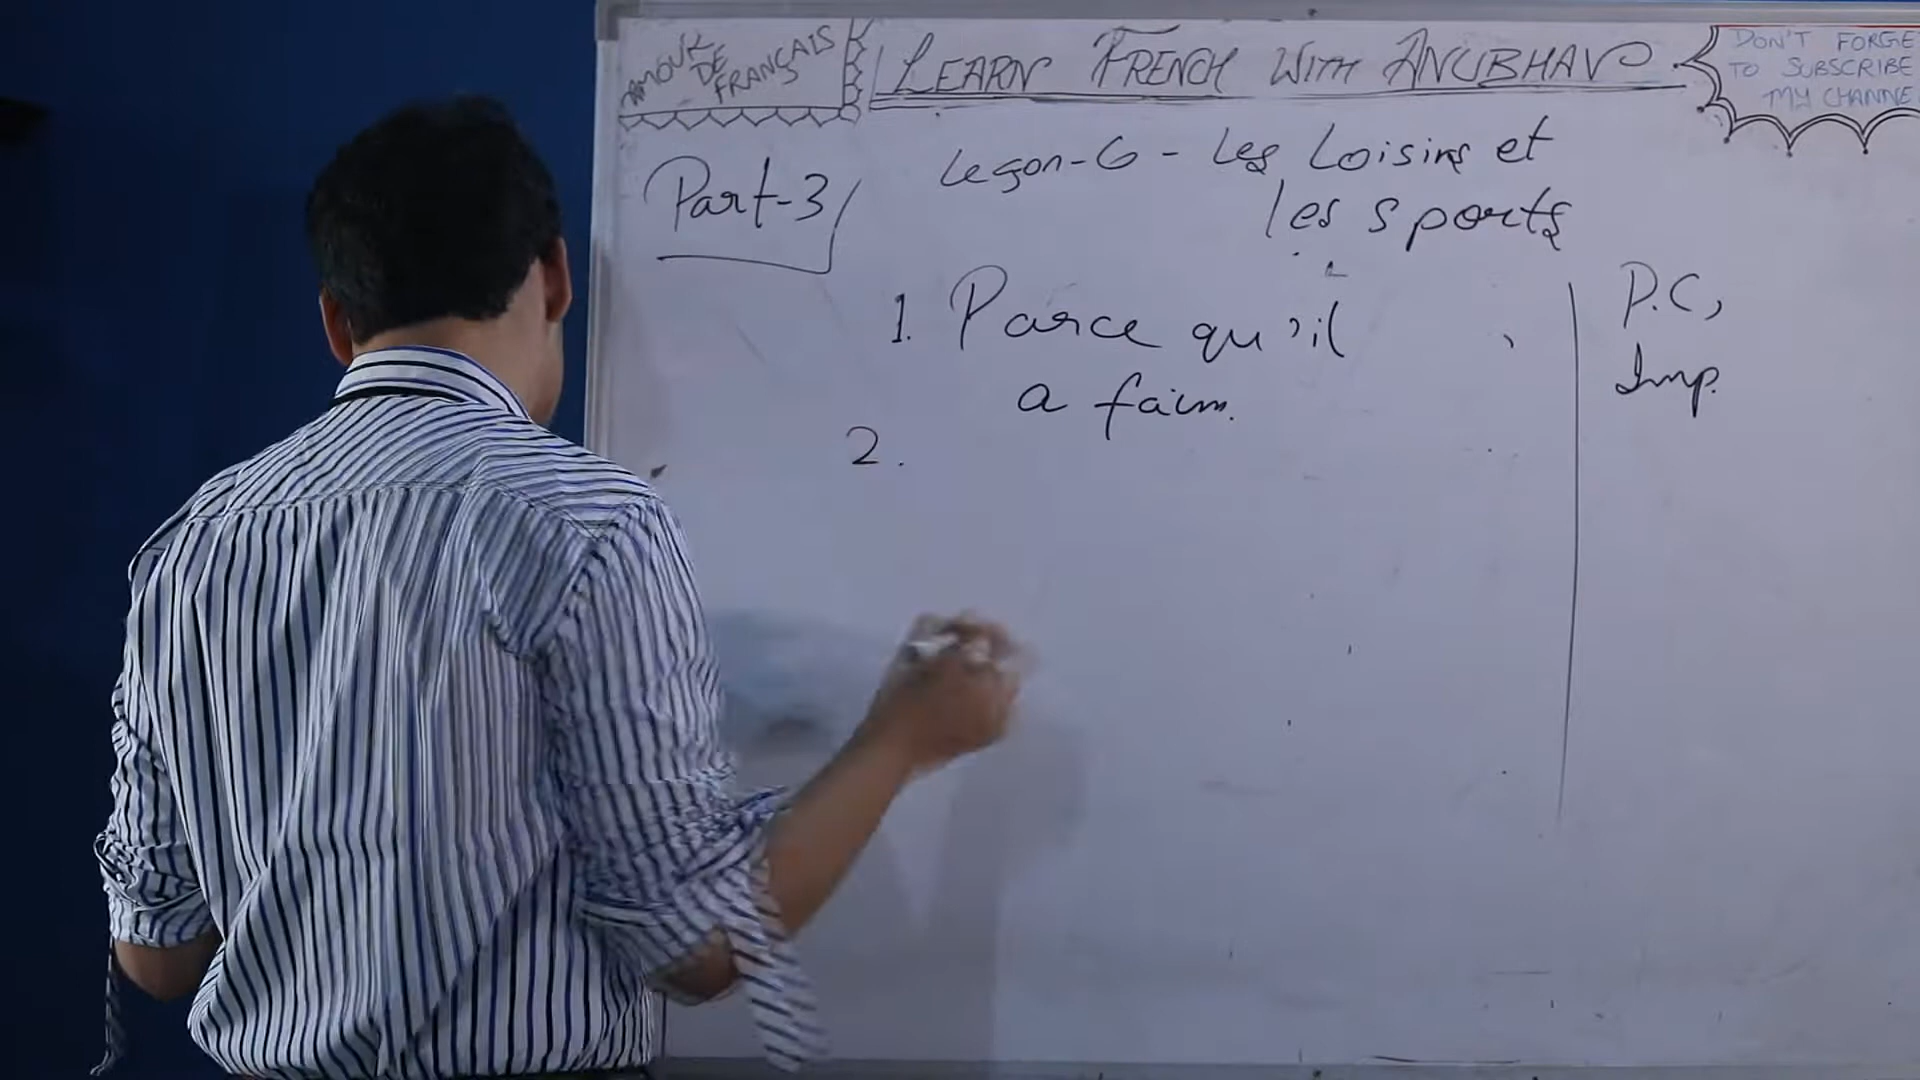 AMOUR
DE
FRANÇAIS
LEARN FRENCH WITH ANUBHAV
DON'T FORGE
TO SUBSCRIBE
MY CHANNE
Part-3
Leçon-6 - Les Loisirs et
les sports
1. Parce qu'il
a faim.
2.
P.C,
Imp.